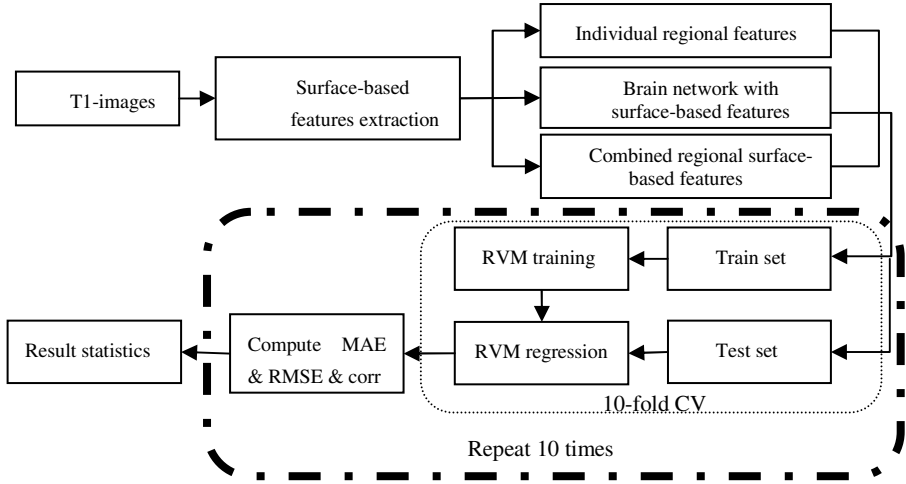 T1-images
Surface-based
features extraction
Individual regional features
Brain network with
surface-based features
Combined regional surface-
based features
RVM training
Train set
Result statistics
Compute MAE
& RMSE & corr
RVM regression
Test set
10-fold CV
Repeat 10 times